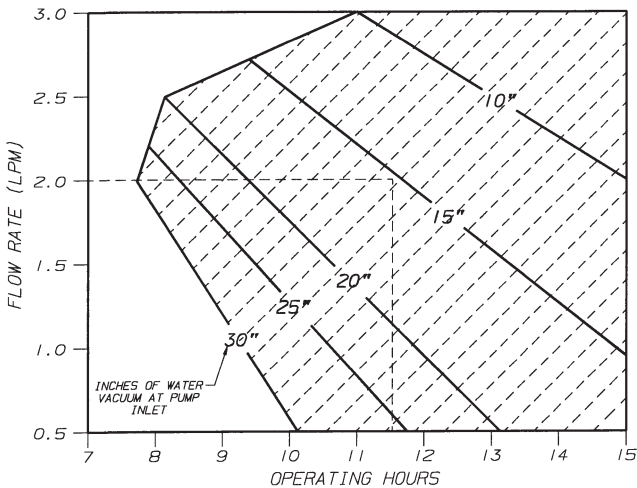 3.0
2.5
2.0
1.5
1.0
0.5
FLOW RATE (LPM)
10"
15"
20"
25"
30"
INCHES OF WATER
VACUUM AT PUMP
INLET
7 8 9 10 11 12 13 14 15
OPERATING HOURS